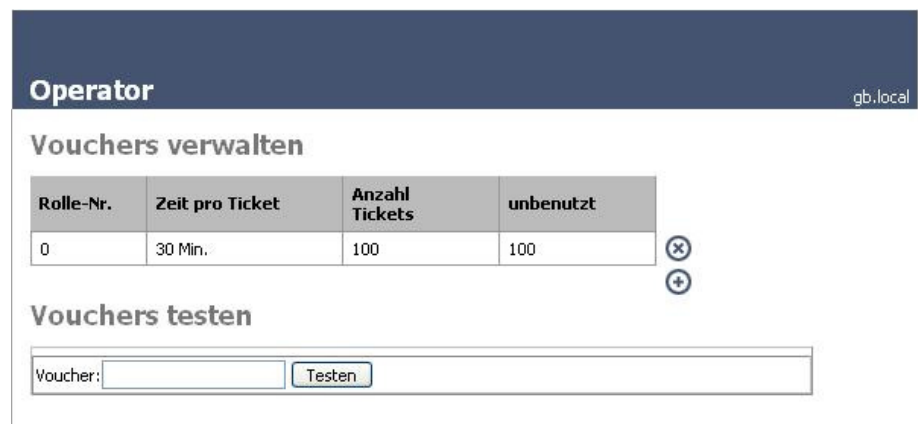 Operator
gb.local
Vouchers verwalten
Rolle-Nr. Zeit pro Ticket Anzahl Tickets unbenutzt
0 30 Min. 100 100
Vouchers testen
Voucher: Testen